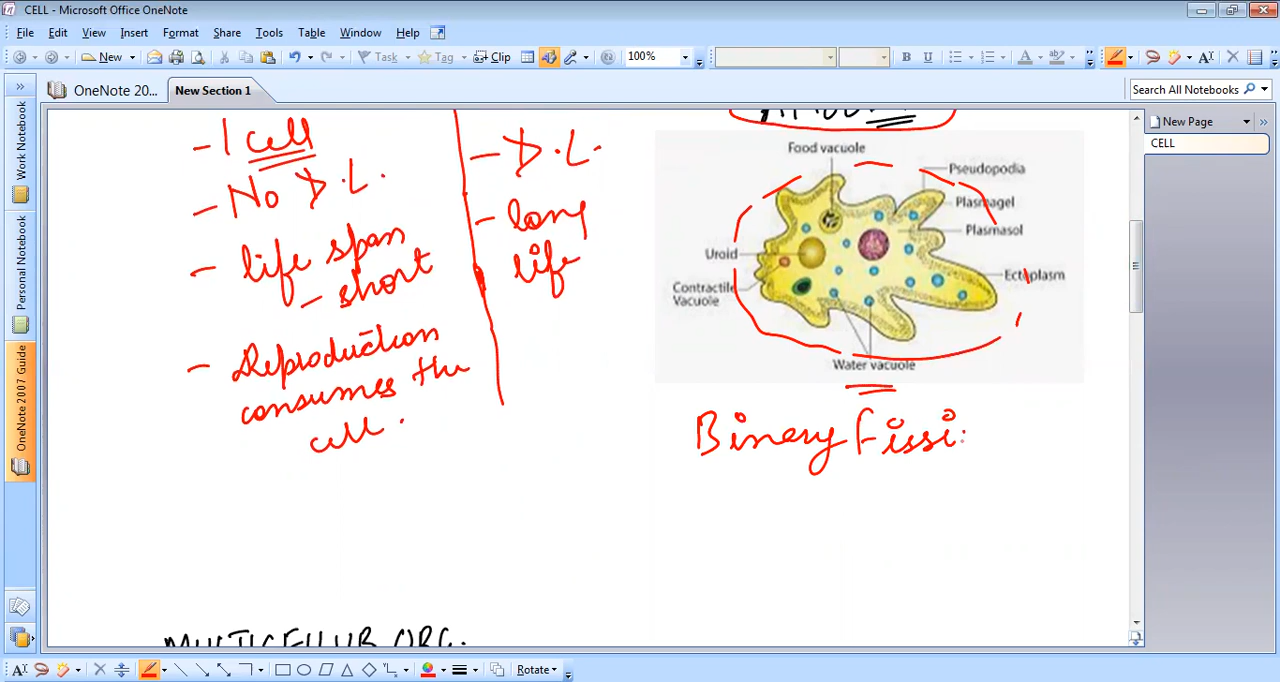 CELL - Microsoft Office OneNote
File Edit View Insert Format Share Tools Table Window Help
New Task Tag Clip 100% B U A ab
OneNote 20... New Section 1 Search All Notebooks
New Page
CELL
Work Notebook
Personal Notebook
OneNote 2007 Guide
- 1 cell
- No D.L.
- life span
- short
- Reproduction
consumes the
cell.
- D.L.
- long
life
Food vacuole
Pseudopodia
Plasmagel
Plasmasol
Uroid
Ectoplasm
Contractile
Vacuole
Water vacuole
Binary Fissi
Rotate